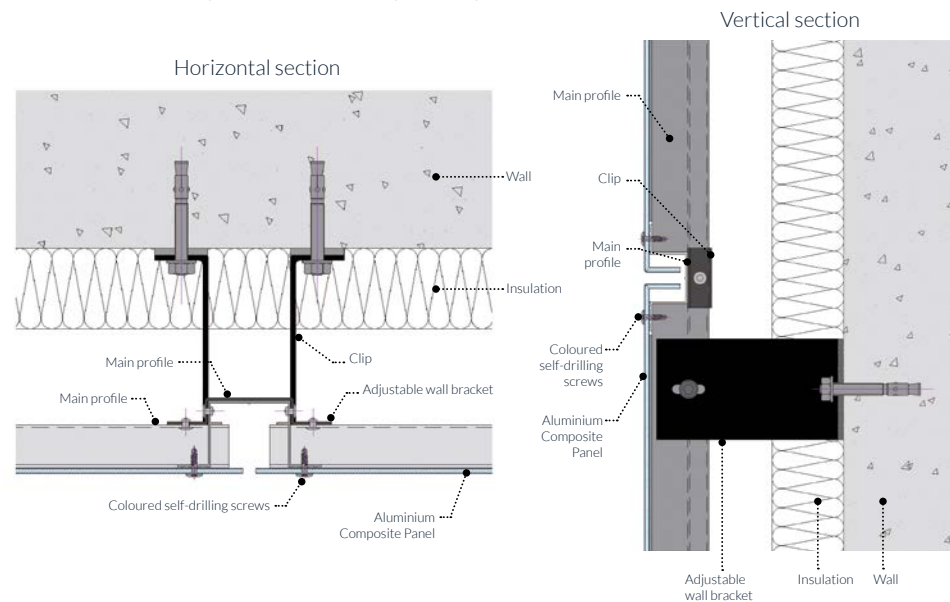 Horizontal section
Wall
Insulation
Main profile
Clip
Main profile
Adjustable wall bracket
Coloured self-drilling screws
Aluminium
Composite Panel
Vertical section
Main profile
Clip
Main
profile
Coloured
self-drilling
screws
Aluminium
Composite
Panel
Adjustable
wall bracket
Insulation
Wall